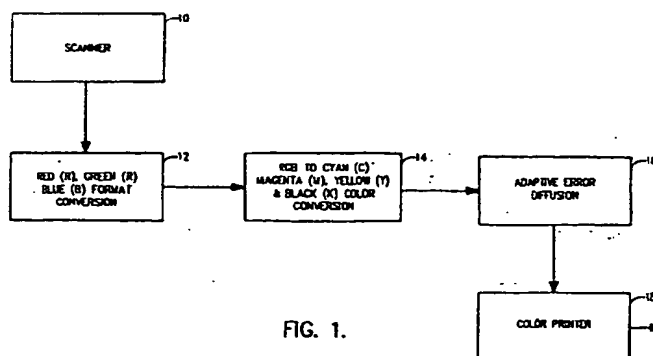 10
SCANNER
12
RED (R), GREEN (R)
BLUE (B) FORMAT
CONVERSION
14
RGB TO CYAN (C)
MAGENTA (M), YELLOW (Y)
& BLACK (K) COLOR
CONVERSION
ADAPTIVE ERROR
DIFFUSION
COLOR PRINTER
FIG. 1.